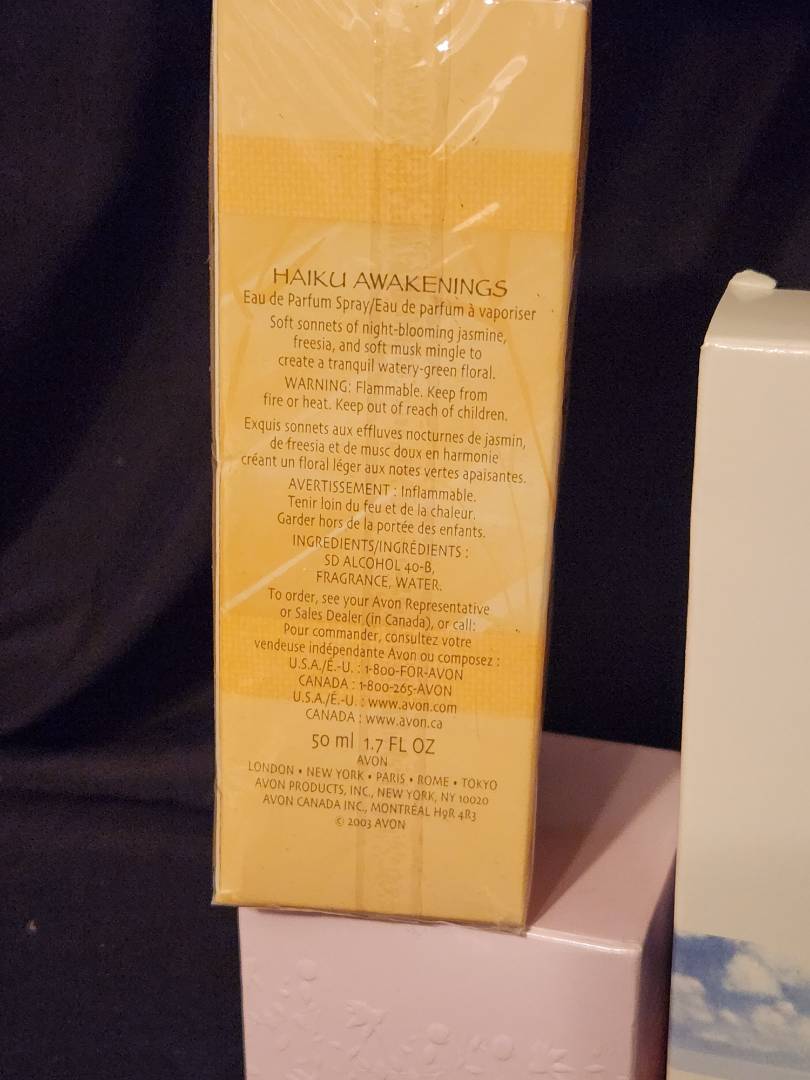 HAIKU AWAKENINGS
Eau de Parfum Spray/Eau de parfum à vaporiser
Soft sonnets of night-blooming jasmine,
freesia, and soft musk mingle to
create a tranquil watery-green floral.
WARNING: Flammable. Keep from
fire or heat. Keep out of reach of children.
Exquis sonnets aux effluves nocturnes de jasmin,
de freesia et de musc doux en harmonie
créant un floral léger aux notes vertes apaisantes.
AVERTISSEMENT : Inflammable.
Tenir loin du feu et de la chaleur.
Garder hors de la portée des enfants.
INGREDIENTS/INGRÉDIENTS :
SD ALCOHOL 40-B,
FRAGRANCE, WATER.
To order, see your Avon Representative
or Sales Dealer (in Canada), or call:
Pour commander, consultez votre
vendeuse indépendante Avon ou composez :
U.S.A./É.-U. : 1-800-FOR-AVON
CANADA : 1-800-265-AVON
U.S.A./É.-U. : www.avon.com
CANADA : www.avon.ca
50 ml 1.7 FL OZ
AVON
LONDON • NEW YORK • PARIS • ROME • TOKYO
AVON PRODUCTS, INC., NEW YORK, NY 10020
AVON CANADA INC., MONTRÉAL H9R 4R3
© 2003 AVON